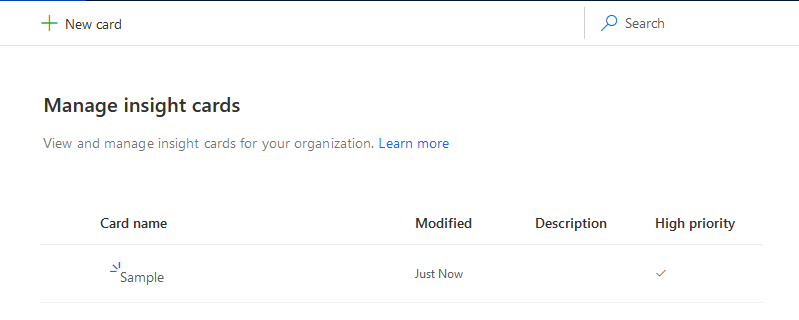 New card
Search
Manage insight cards
View and manage insight cards for your organization. Learn more
Card name Modified Description High priority
Sample Just Now